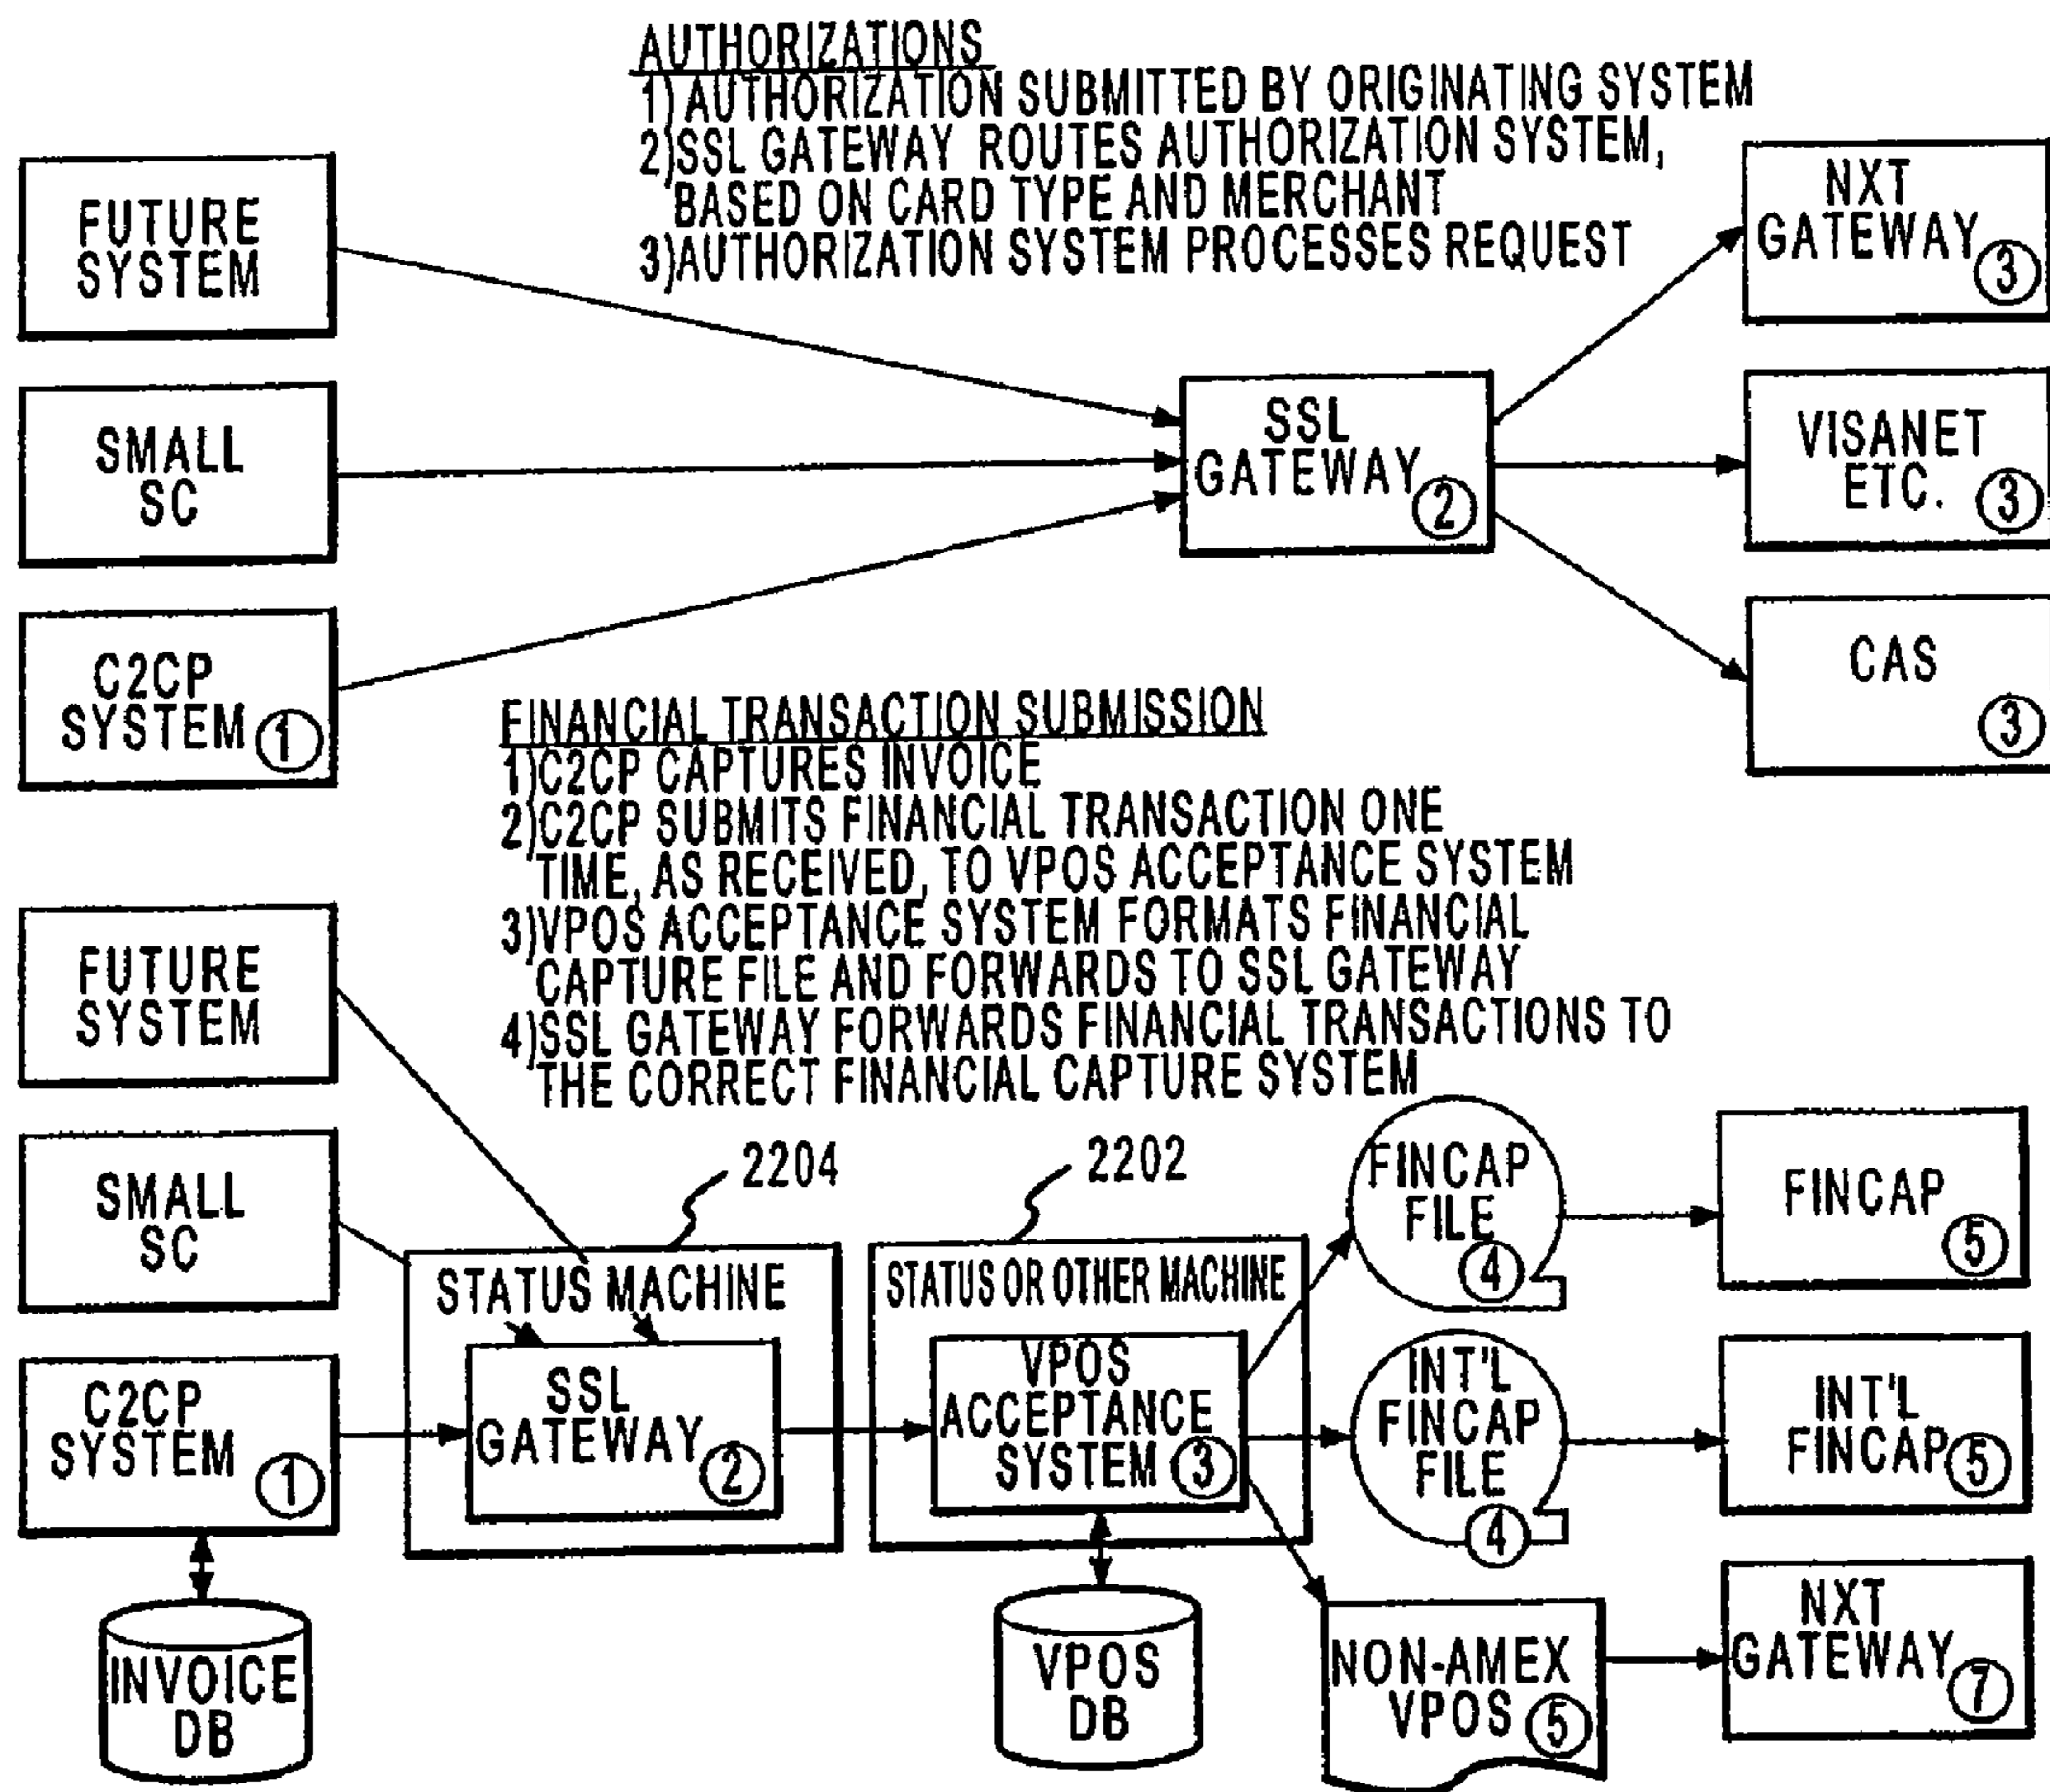 AUTHORIZATIONS
1)AUTHORIZATION SUBMITTED BY ORIGINATING SYSTEM
2)SSL GATEWAY ROUTES AUTHORIZATION SYSTEM,
BASED ON CARD TYPE AND MERCHANT
3)AUTHORIZATION SYSTEM PROCESSES REQUEST
FUTURE
SYSTEM
SMALL
SC
C2CP
SYSTEM 1
SSL
GATEWAY 2
NXT
GATEWAY 3
VISANET
ETC. 3
CAS
3
FINANCIAL TRANSACTION SUBMISSION
1)C2CP CAPTURES INVOICE
2)C2CP SUBMITS FINANCIAL TRANSACTION ONE
TIME, AS RECEIVED, TO VPOS ACCEPTANCE SYSTEM
3)VPOS ACCEPTANCE SYSTEM FORMATS FINANCIAL
CAPTURE FILE AND FORWARDS TO SSL GATEWAY
4)SSL GATEWAY FORWARDS FINANCIAL TRANSACTIONS TO
THE CORRECT FINANCIAL CAPTURE SYSTEM
FUTURE
SYSTEM
SMALL
SC
C2CP
SYSTEM 1
INVOICE
DB
2204
STATUS MACHINE
SSL
GATEWAY 2
2202
STATUS OR OTHER MACHINE
VPOS
ACCEPTANCE
SYSTEM 3
VPOS
DB
FINCAP
FILE
4
FINCAP
5
INT'L
FINCAP
FILE
4
INT'L
FINCAP 5
NON-AMEX
VPOS 5
NXT
GATEWAY
7